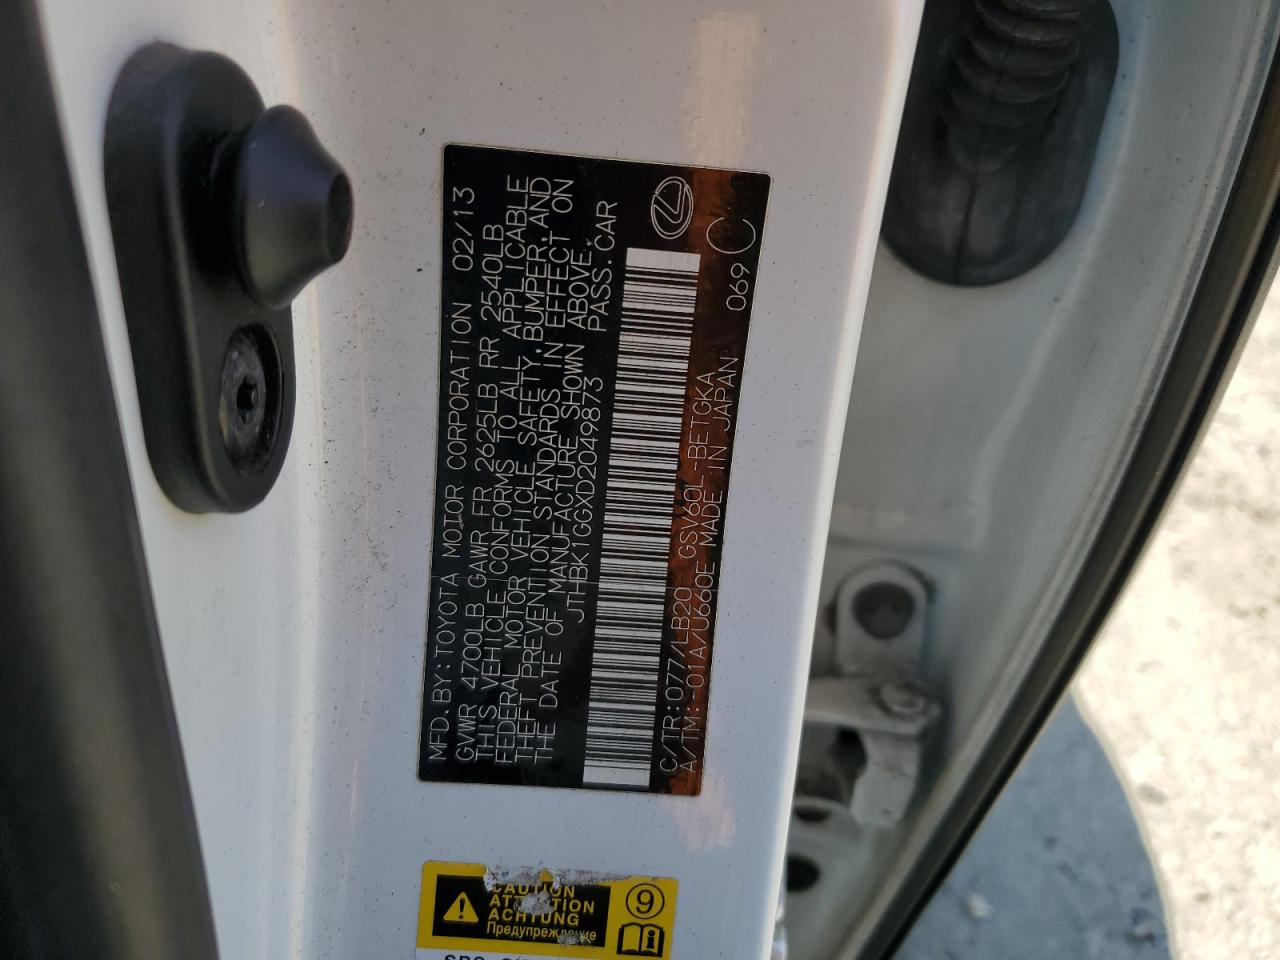 MFD.BY:TOYOTA MOTOR CORPORATION 02/13
GVWR 4700LB GAWR FR 2625LB RR 2540LB
THIS VEHICLE CONFORMS TO ALL APPLICABLE
FEDERAL MOTOR VEHICLE SAFETY, BUMPER, AND
THEFT PREVENTION STANDARDS IN EFFECT ON
THE DATE OF MANUFACTURE SHOWN ABOVE.
JTHBK1GGXD2049873 PASS.CAR
C/TR:077/LB20 GSV60L-BETGKA
A/TM:-01A/U660E MADE IN JAPAN 069 C
CAUTION
ATTENTION
ACHTUNG
Предупреждение
9